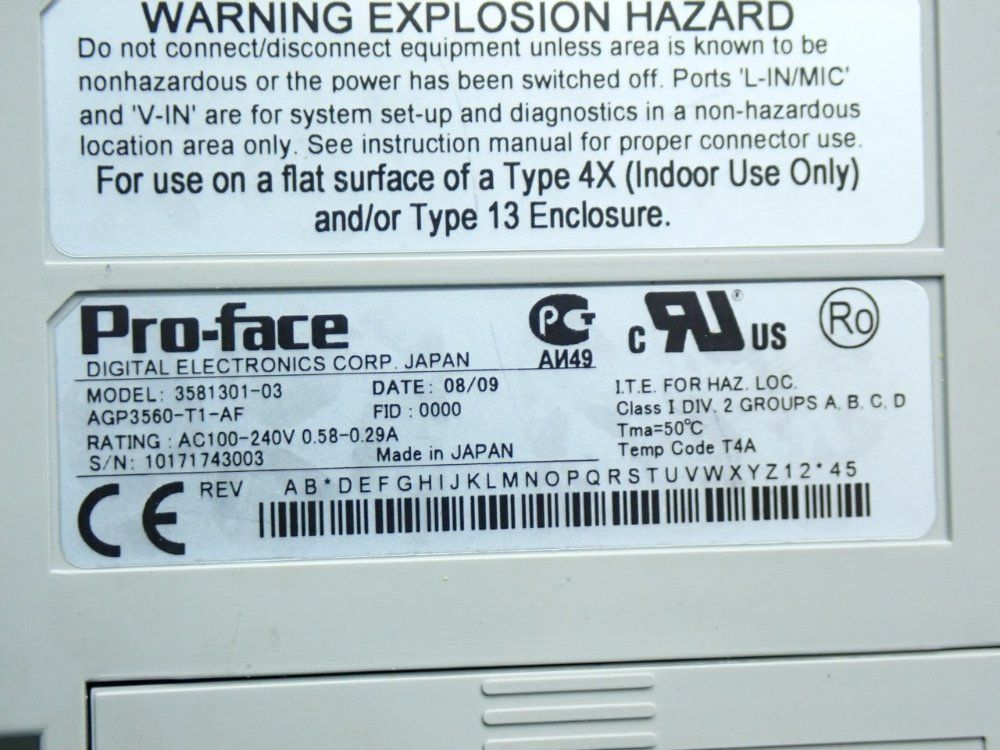 WARNING EXPLOSION HAZARD
Do not connect/disconnect equipment unless area is known to be
nonhazardous or the power has been switched off. Ports 'L-IN/MIC'
and 'V-IN' are for system set-up and diagnostics in a non-hazardous
location area only. See instruction manual for proper connector use.
For use on a flat surface of a Type 4X (Indoor Use Only)
and/or Type 13 Enclosure.
Pro-face
DIGITAL ELECTRONICS CORP. JAPAN
РСТ
АИ49
c RU ® US
Ro
MODEL: 3581301-03
DATE: 08/09
AGP3560-T1-AF
FID : 0000
RATING : AC100-240V 0.58-0.29A
S/N: 10171743003
Made in JAPAN
I.T.E. FOR HAZ. LOC.
Class I DIV. 2 GROUPS A, B, C, D
Tma=50℃
Temp Code T4A
CE
REV AB*DEFGHIJKLMNOPQRSTUVWXYZ12*45